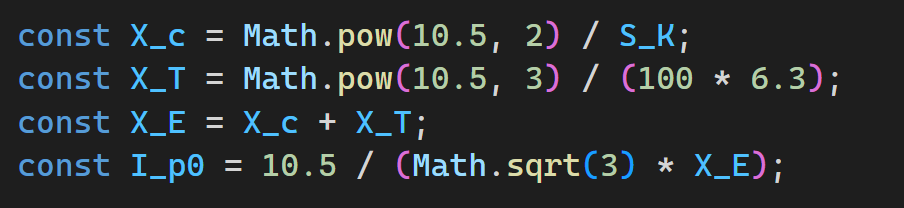 const X_c = Math.pow(10.5, 2) / S_K;
const X_T = Math.pow(10.5, 3) / (100 * 6.3);
const X_E = X_c + X_T;
const I_p0 = 10.5 / (Math.sqrt(3) * X_E);